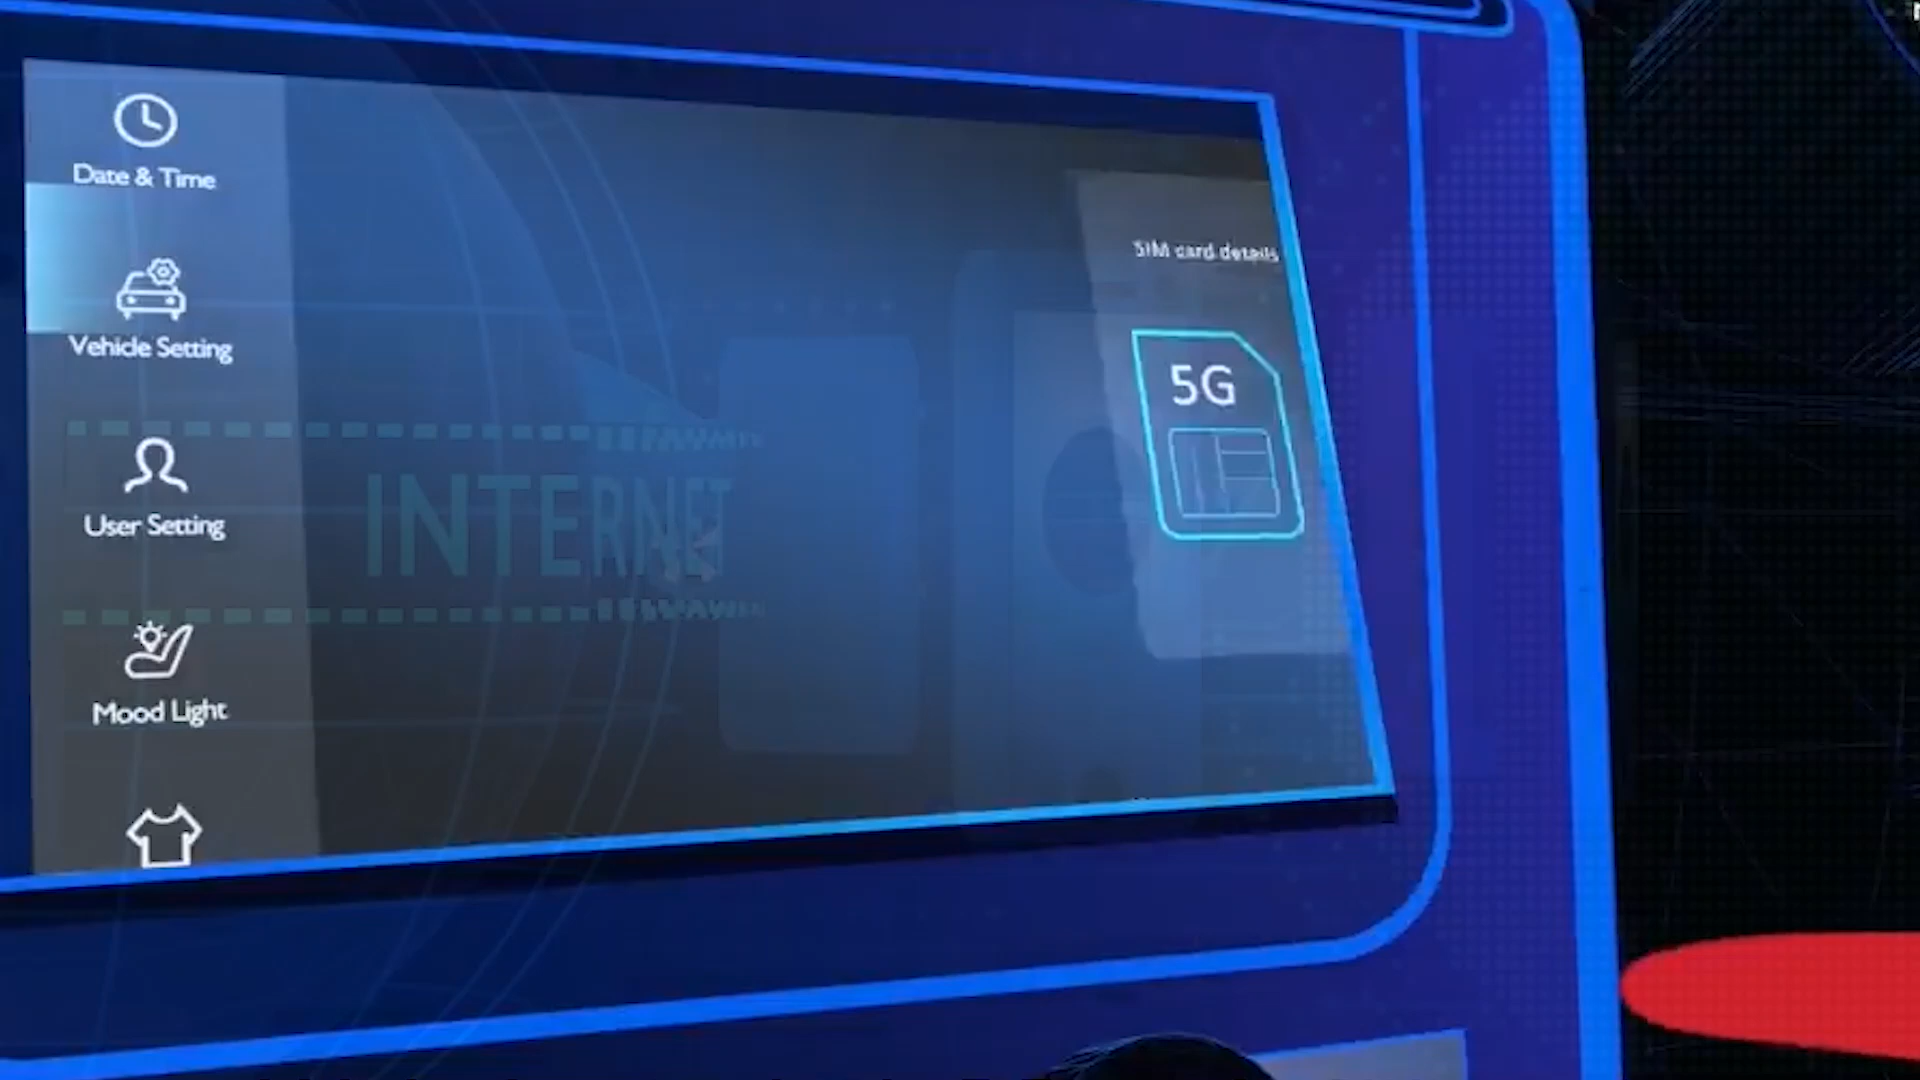 Date & Time
Vehicle Setting
User Setting
Mood Light
INTERNET
SIM card details
5G